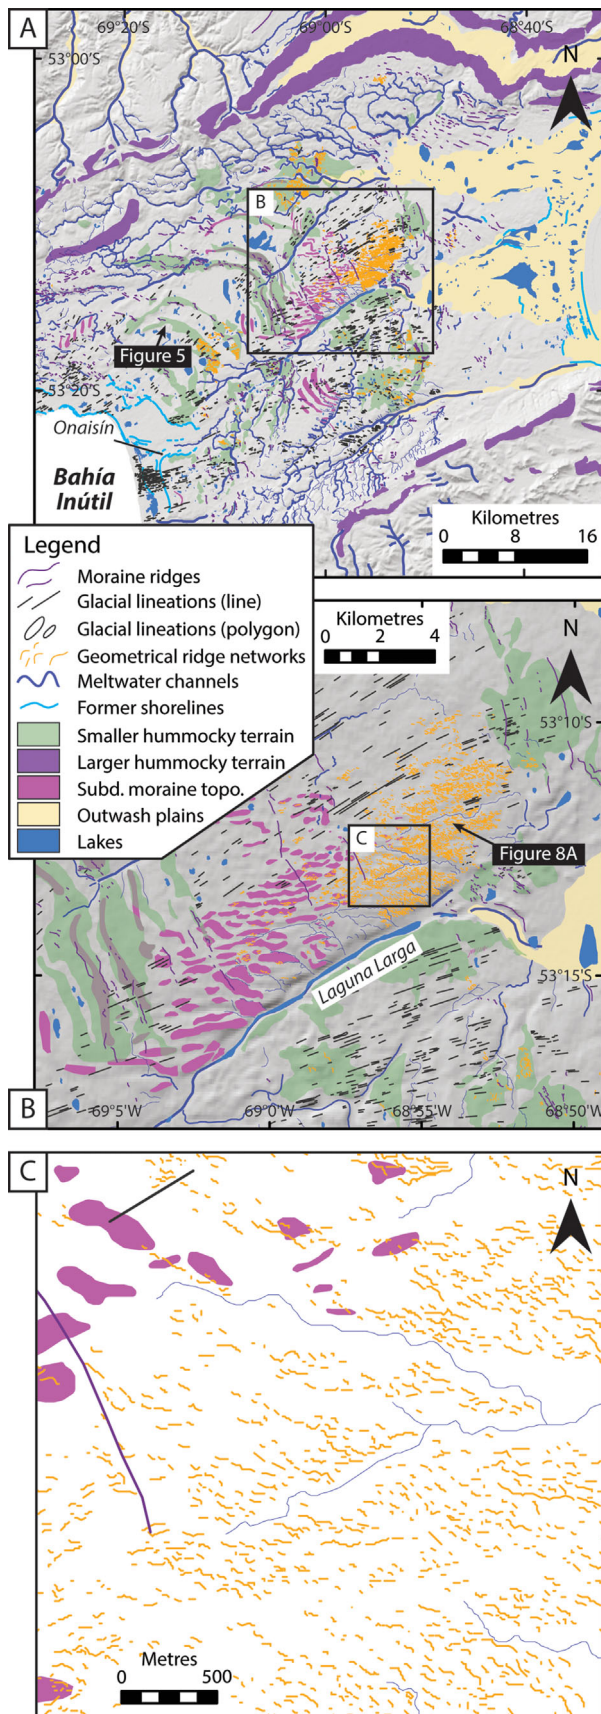 A
69°20'S
69°00'S
68°40'S
N
53°00'S
B
Figure 5
53°20'S
Onaisín
Bahía
Inútil
Kilometres
0 8 16
Legend
Moraine ridges
Glacial lineations (line)
Glacial lineations (polygon)
Geometrical ridge networks
Meltwater channels
Former shorelines
Smaller hummocky terrain
Larger hummocky terrain
Subd. moraine topo.
Outwash plains
Lakes
Kilometres
0 2 4
N
53°10'S
C
Figure 8A
Laguna Larga
53°15'S
B
69°5'W
69°0'W
68°55'W
68°50'W
C
N
Metres
0 500